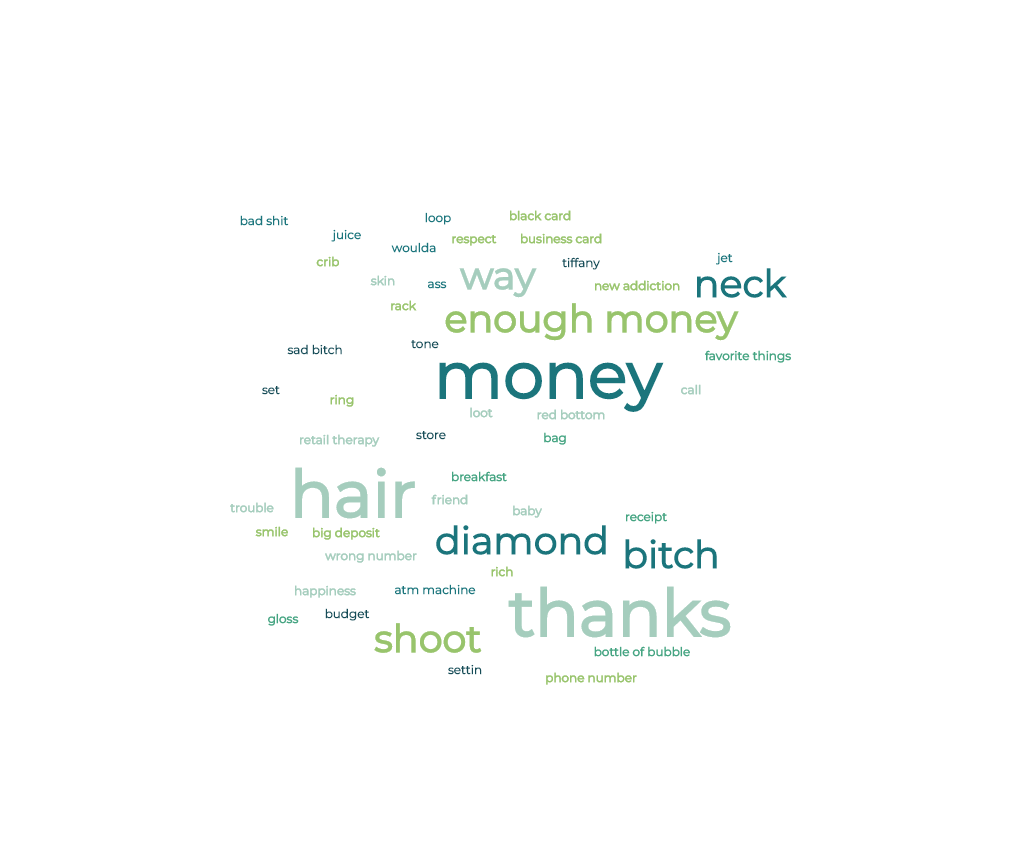 black card
loop
bad shit
juice
respect
business card
woulda
jet
crib
tiffany
way
skin
ass
neck
new addiction
rack
enough money
tone
sad bitch
favorite things
money
set
call
ring
loot
red bottom
store
bag
retail therapy
breakfast
hair
friend
trouble
baby
receipt
smile
big deposit
diamond
bitch
wrong number
rich
happiness
atm machine
thanks
budget
gloss
shoot
bottle of bubble
settin
phone number